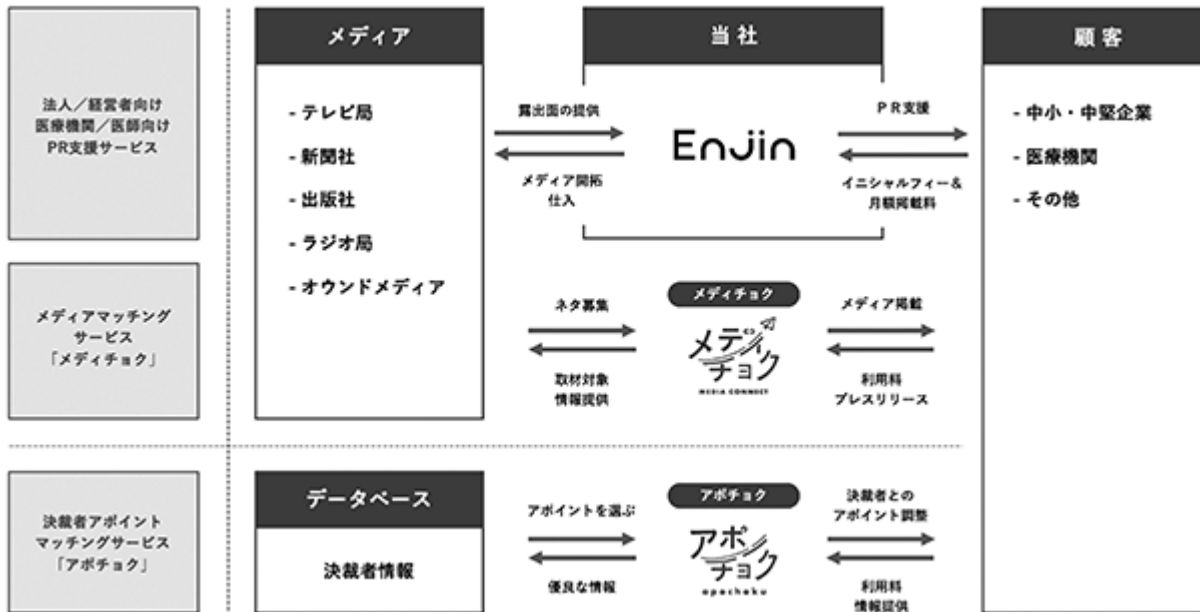 法人／経営者向け
医療機関／医師向け
PR支援サービス
メディア
- テレビ局
- 新聞社
- 出版社
- ラジオ局
- オウンドメディア
露出面の提供
メディア開拓
仕入
当社
Enjin
PR支援
イニシャルフィー＆
月額掲載料
顧客
- 中小・中堅企業
- 医療機関
- その他
メディアマッチング
サービス
「メディチョク」
ネタ募集
取材対象
情報提供
メディチョク
メディ
チョク
MEDIA CONNECT
メディア掲載
利用料
プレスリリース
決裁者アポイント
マッチングサービス
「アポチョク」
データベース
決裁者情報
アポイントを選ぶ
優良な情報
アポチョク
アポ
チョク
apochoku
決裁者との
アポイント調整
利用料
情報提供